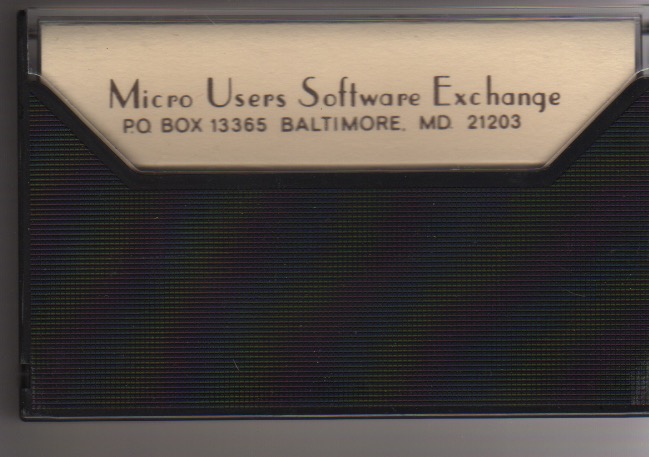 Micro Users Software Exchange
P.O. BOX 13365 BALTIMORE, MD. 21203